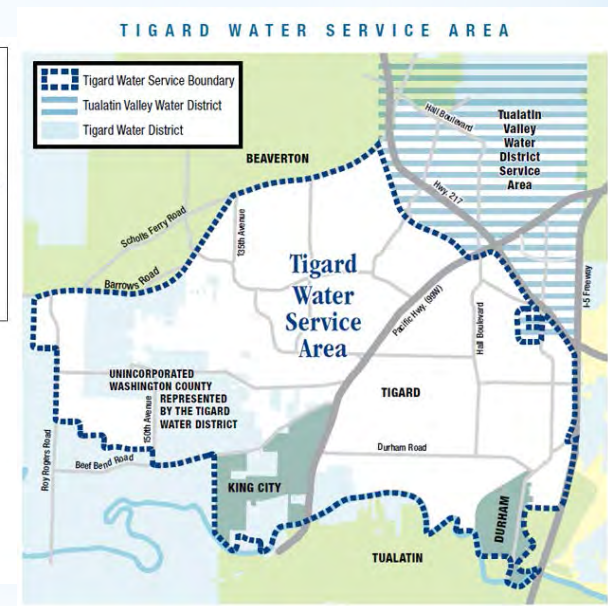 TIGARD WATER SERVICE AREA
Tigard Water Service Boundary
Tualatin Valley Water District
Tigard Water District
Hall Boulevard
Tualatin
Valley
Water
District
Service
Area
BEAVERTON
Hwy. 217
Scholls Ferry Road
135th Avenue
Barrows Road
Tigard
Water
Service
Area
Pacific Hwy. (99W)
Hall Boulevard
I-5 Freeway
UNINCORPORATED
WASHINGTON COUNTY
REPRESENTED
BY THE TIGARD
WATER DISTRICT
150th Avenue
TIGARD
Roy Rogers Road
Beef Bend Road
Durham Road
KING CITY
DURHAM
TUALATIN